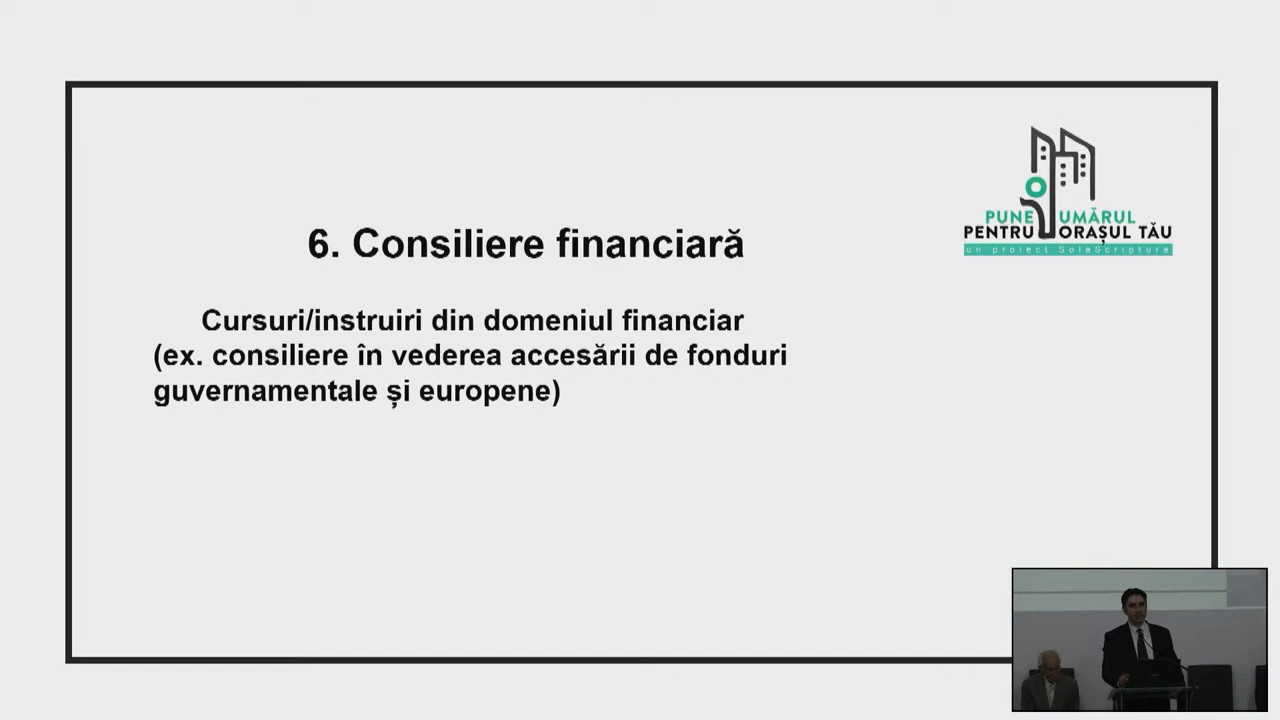 6. Consiliere financiară
Cursuri/instruiri din domeniul financiar
(ex. consiliere în vederea accesării de fonduri
guvernamentale și europene)
PUNE UMĂRUL
PENTRU ORAȘUL TĂU
un proiect SolaScriptura